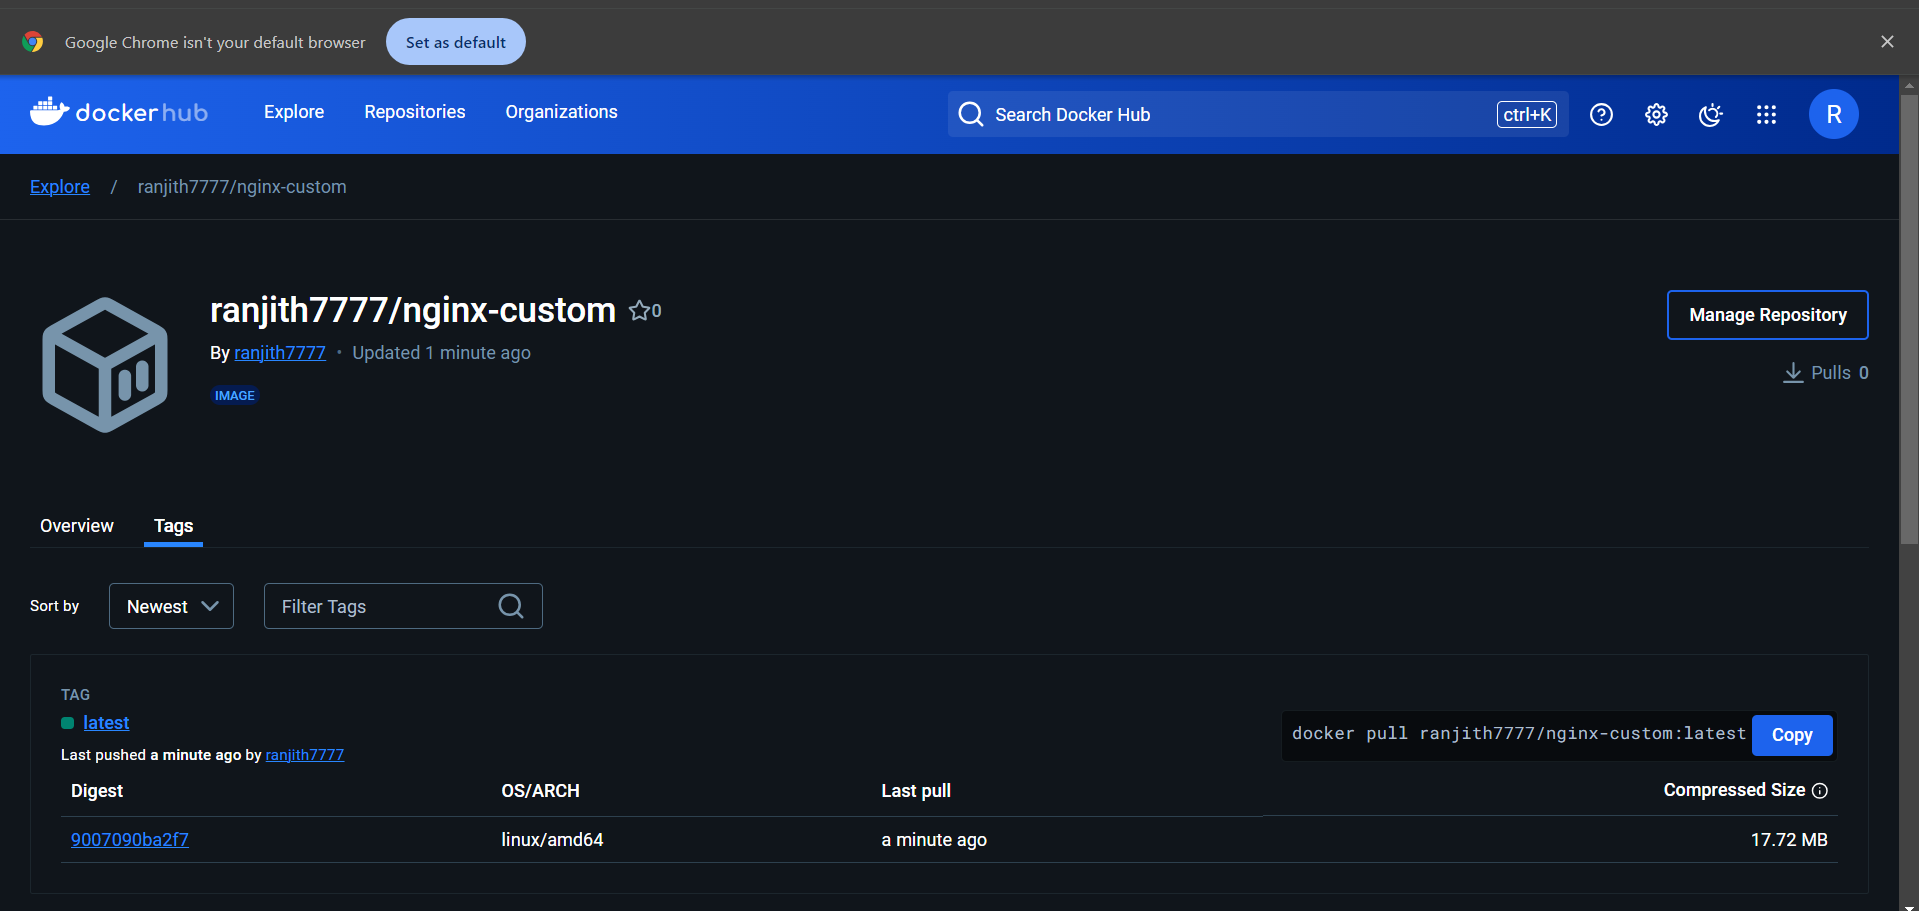 Google Chrome isn't your default browser Set as default
docker hub Explore Repositories Organizations Search Docker Hub ctrl+K R
Explore / ranjith7777/nginx-custom
ranjith7777/nginx-custom 0
Manage Repository
By ranjith7777 • Updated 1 minute ago
Pulls 0
IMAGE
Overview Tags
Sort by Newest Filter Tags
TAG
latest
docker pull ranjith7777/nginx-custom:latest Copy
Last pushed a minute ago by ranjith7777
Digest OS/ARCH Last pull Compressed Size
9007090ba2f7 linux/amd64 a minute ago 17.72 MB